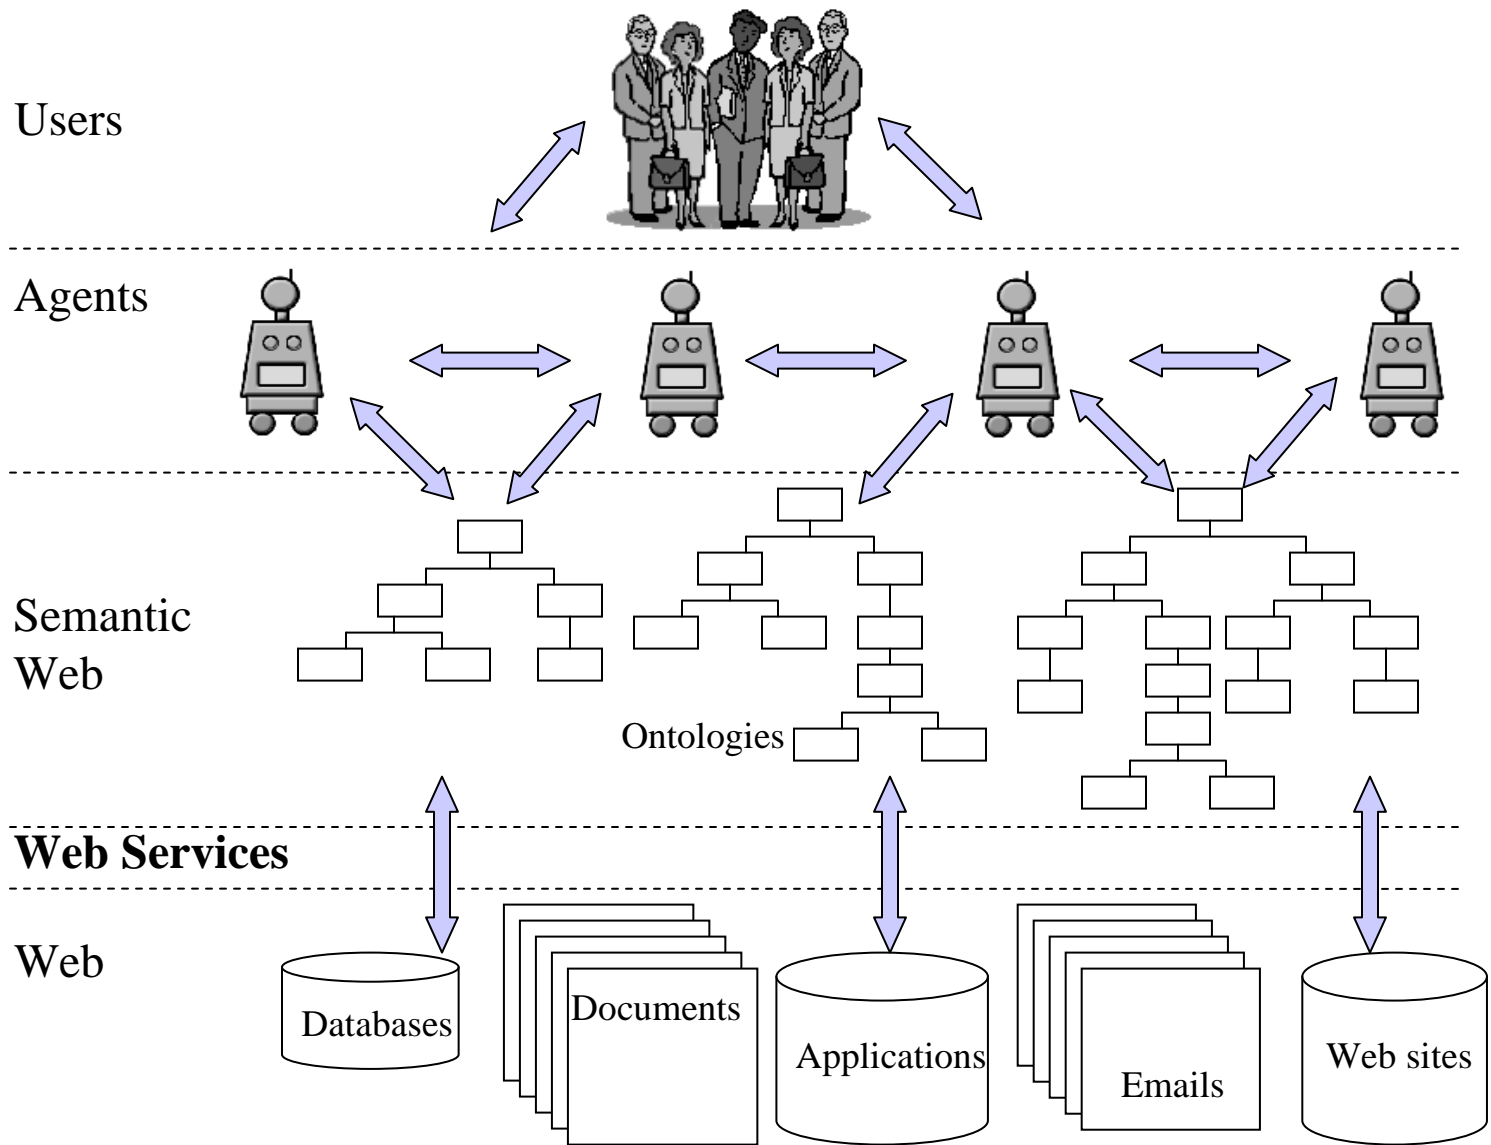 Users
Agents
Semantic
Web
Ontologies
Web Services
Web
Databases
Documents
Applications
Emails
Web sites